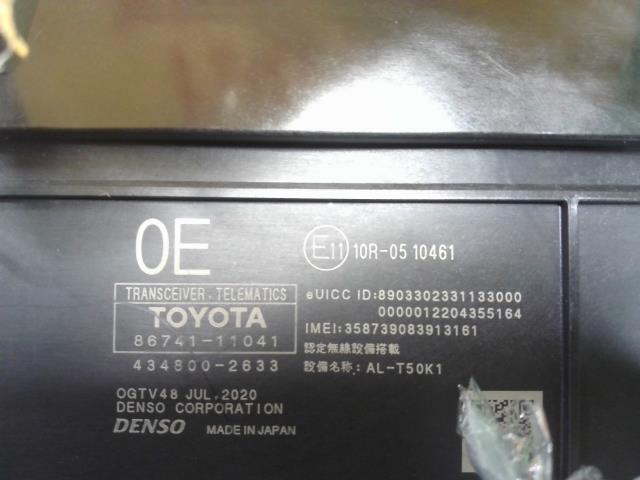 OE
E11 10R-05 10461
TRANSCEIVER, TELEMATICS
TOYOTA
86741-11041
434800-2633
eUICC ID:8903302331133000
0000012204355164
IMEI:358739083913161
認定無線設備搭載
設備名称: AL-T50K1
OGTV48 JUL,2020
DENSO CORPORATION
DENSO MADE IN JAPAN